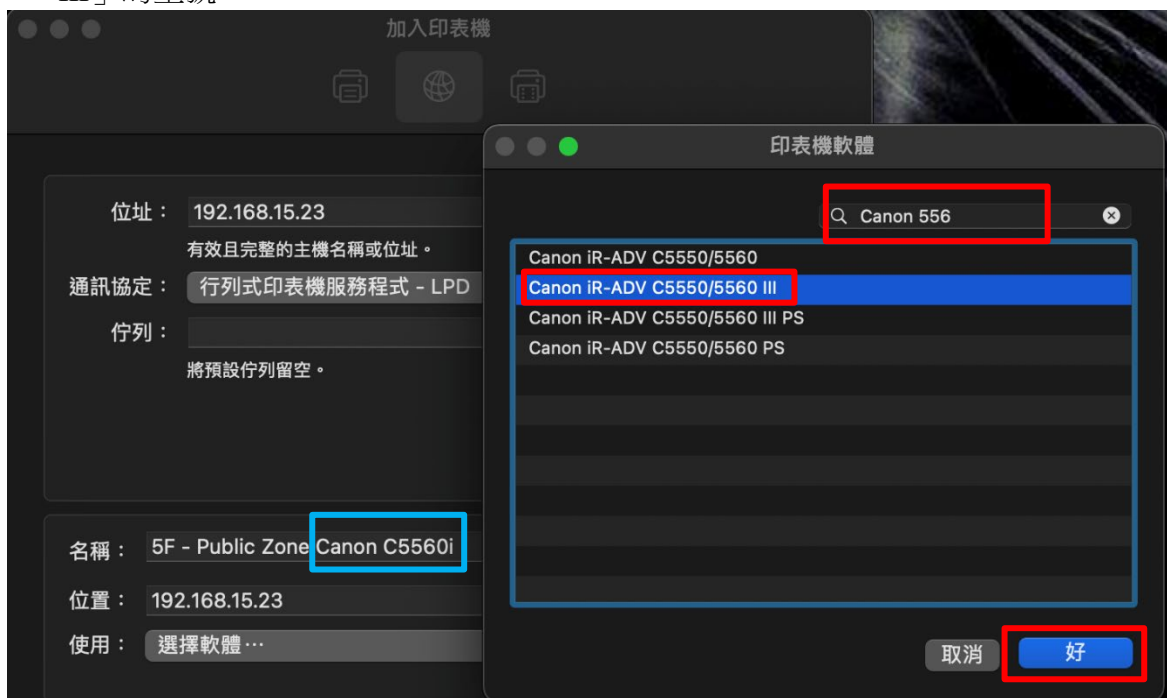 加入印表機
位址： 192.168.15.23
有效且完整的主機名稱或位址。
通訊協定： 行列式印表機服務程式 - LPD
佇列：
將預設佇列留空。
名稱： 5F - Public Zone Canon C5560i
位置： 192.168.15.23
使用： 選擇軟體⋯
印表機軟體
Canon 556
Canon iR-ADV C5550/5560
Canon iR-ADV C5550/5560 III
Canon iR-ADV C5550/5560 III PS
Canon iR-ADV C5550/5560 PS
取消 好